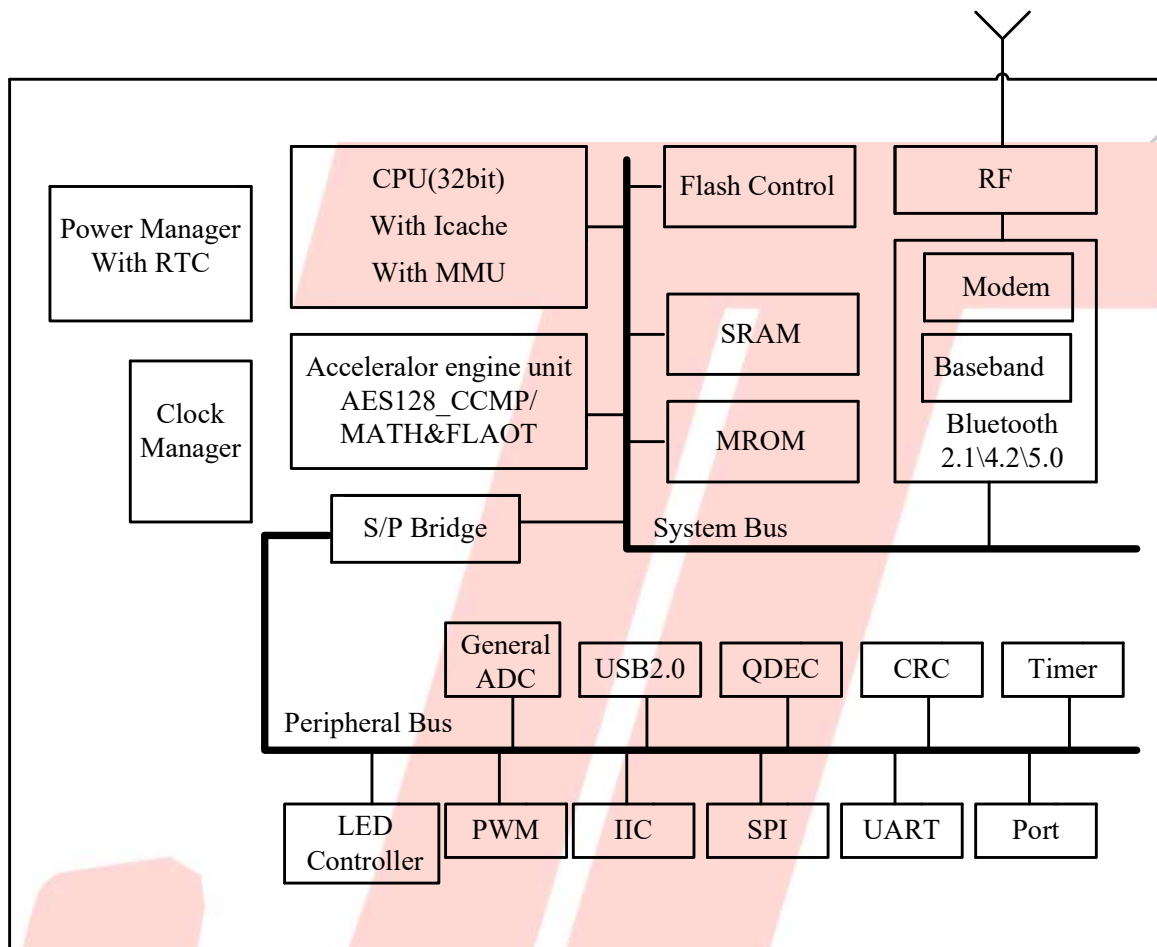 Power Manager
With RTC
Clock
Manager
CPU(32bit)
With Icache
With MMU
Acceleralor engine unit
AES128_CCMP/
MATH&FLAOT
S/P Bridge
Flash Control
SRAM
MROM
System Bus
RF
Modem
Baseband
Bluetooth
2.1\4.2\5.0
General
ADC
USB2.0
QDEC
CRC
Timer
Peripheral Bus
LED
Controller
PWM
IIC
SPI
UART
Port